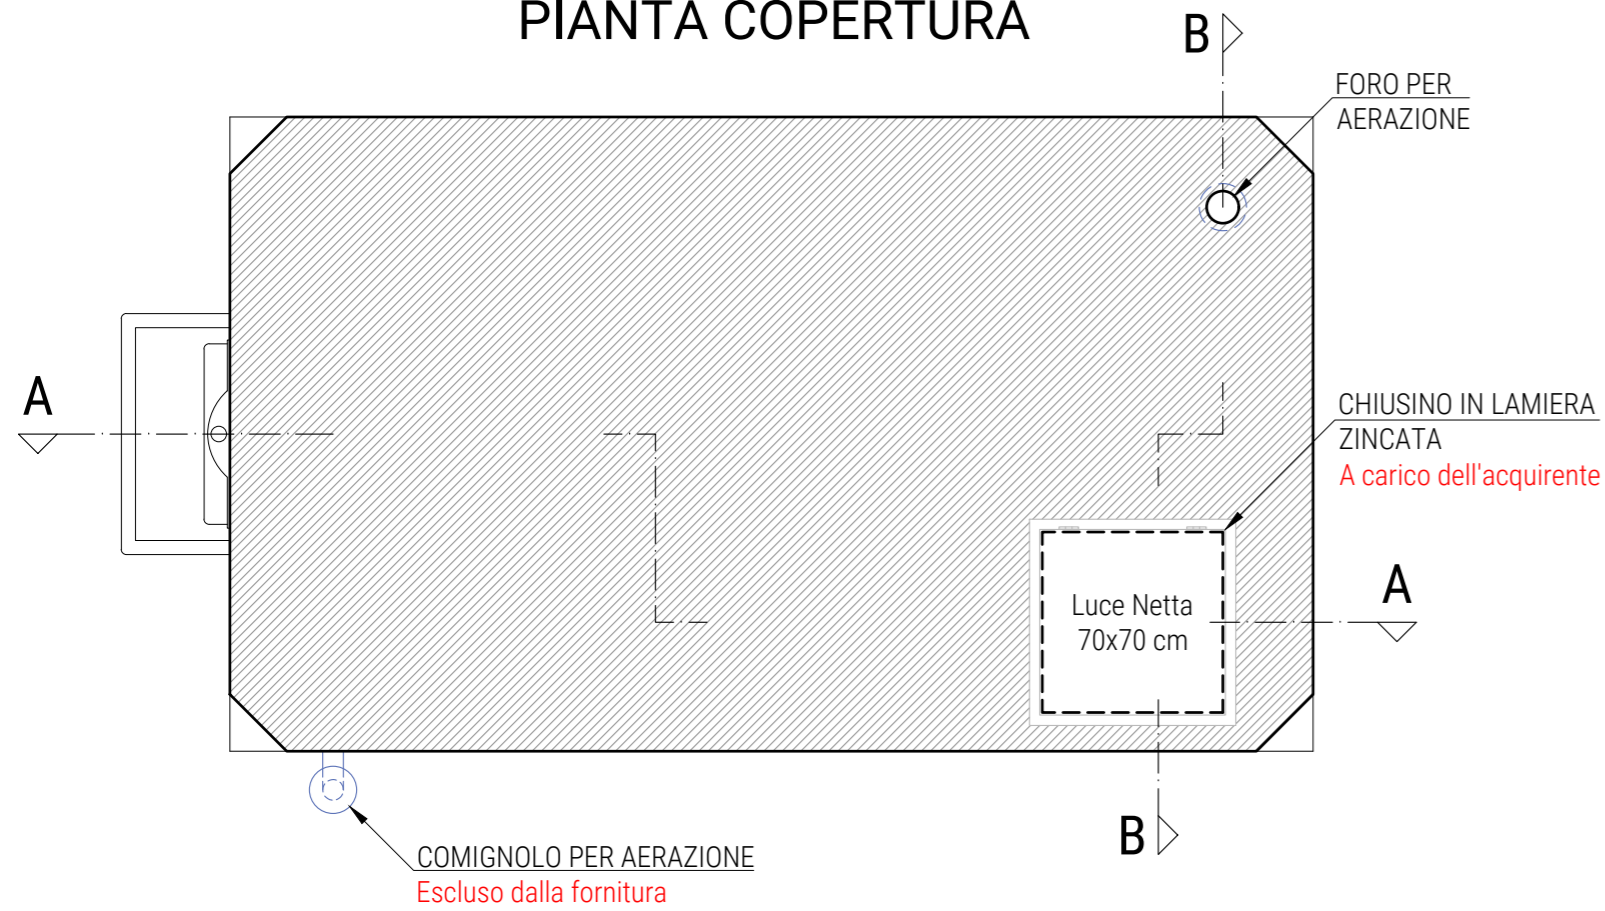 PIANTA COPERTURA
B
FORO PER
AERAZIONE
A
CHIUSINO IN LAMIERA
ZINCATA
A carico dell'acquirente
Luce Netta
70x70 cm
A
B
COMIGNOLO PER AERAZIONE
Escluso dalla fornitura